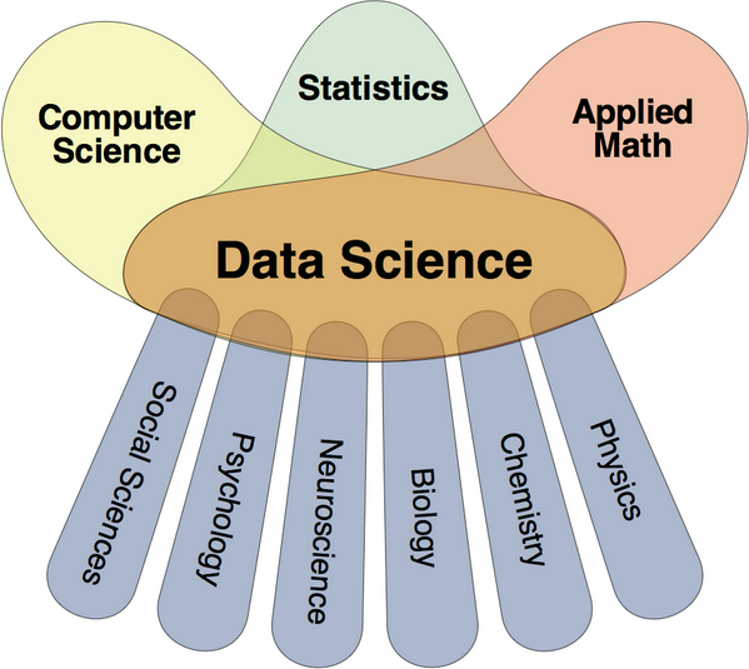 Statistics
Computer
Science
Applied
Math
Data Science
Social Sciences
Psychology
Neuroscience
Biology
Chemistry
Physics